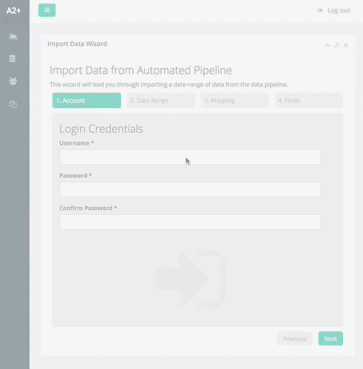 A2+
Log out
Import Data Wizard
Import Data from Automated Pipeline
This wizard will lead you through importing a date-range of data from the data pipeline.
1. Account
2. Date Range
3. Mapping
4. Finish
Login Credentials
Username *
Password *
Confirm Password *
Previous
Next